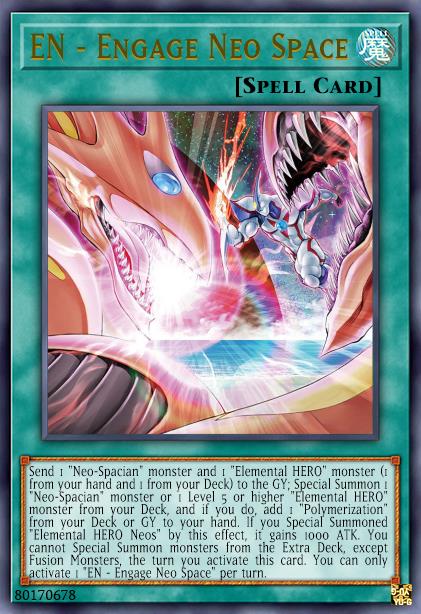 EN - Engage Neo Space
SPELL
魔
[Spell Card]
Send 1 "Neo-Spacian" monster and 1 "Elemental HERO" monster (1
from your hand and 1 from your Deck) to the GY; Special Summon 1
"Neo-Spacian" monster or 1 Level 5 or higher "Elemental HERO"
monster from your Deck, and if you do, add 1 "Polymerization"
from your Deck or GY to your hand. If you Special Summoned
"Elemental HERO Neos" by this effect, it gains 1000 ATK. You
cannot Special Summon monsters from the Extra Deck, except
Fusion Monsters, the turn you activate this card. You can only
activate 1 "EN - Engage Neo Space" per turn.
80170678